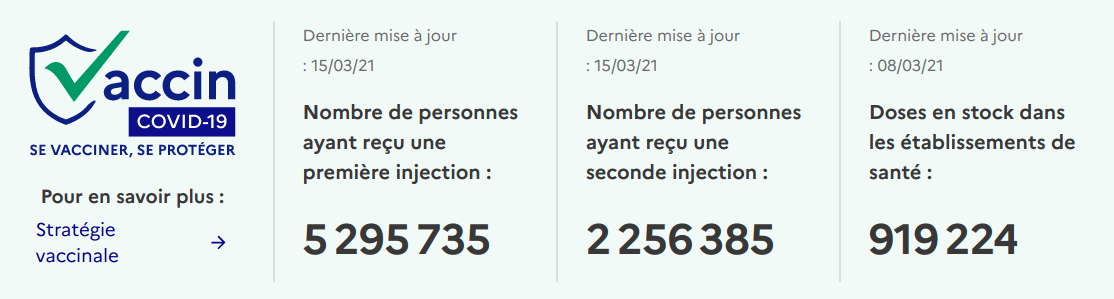 Vaccin
COVID-19
SE VACCINER, SE PROTÉGER
Pour en savoir plus :
Stratégie
vaccinale
Dernière mise à jour
: 15/03/21
Nombre de personnes
ayant reçu une
première injection :
5 295 735
Dernière mise à jour
: 15/03/21
Nombre de personnes
ayant reçu une
seconde injection :
2 256 385
Dernière mise à jour
: 08/03/21
Doses en stock dans
les établissements de
santé :
919 224